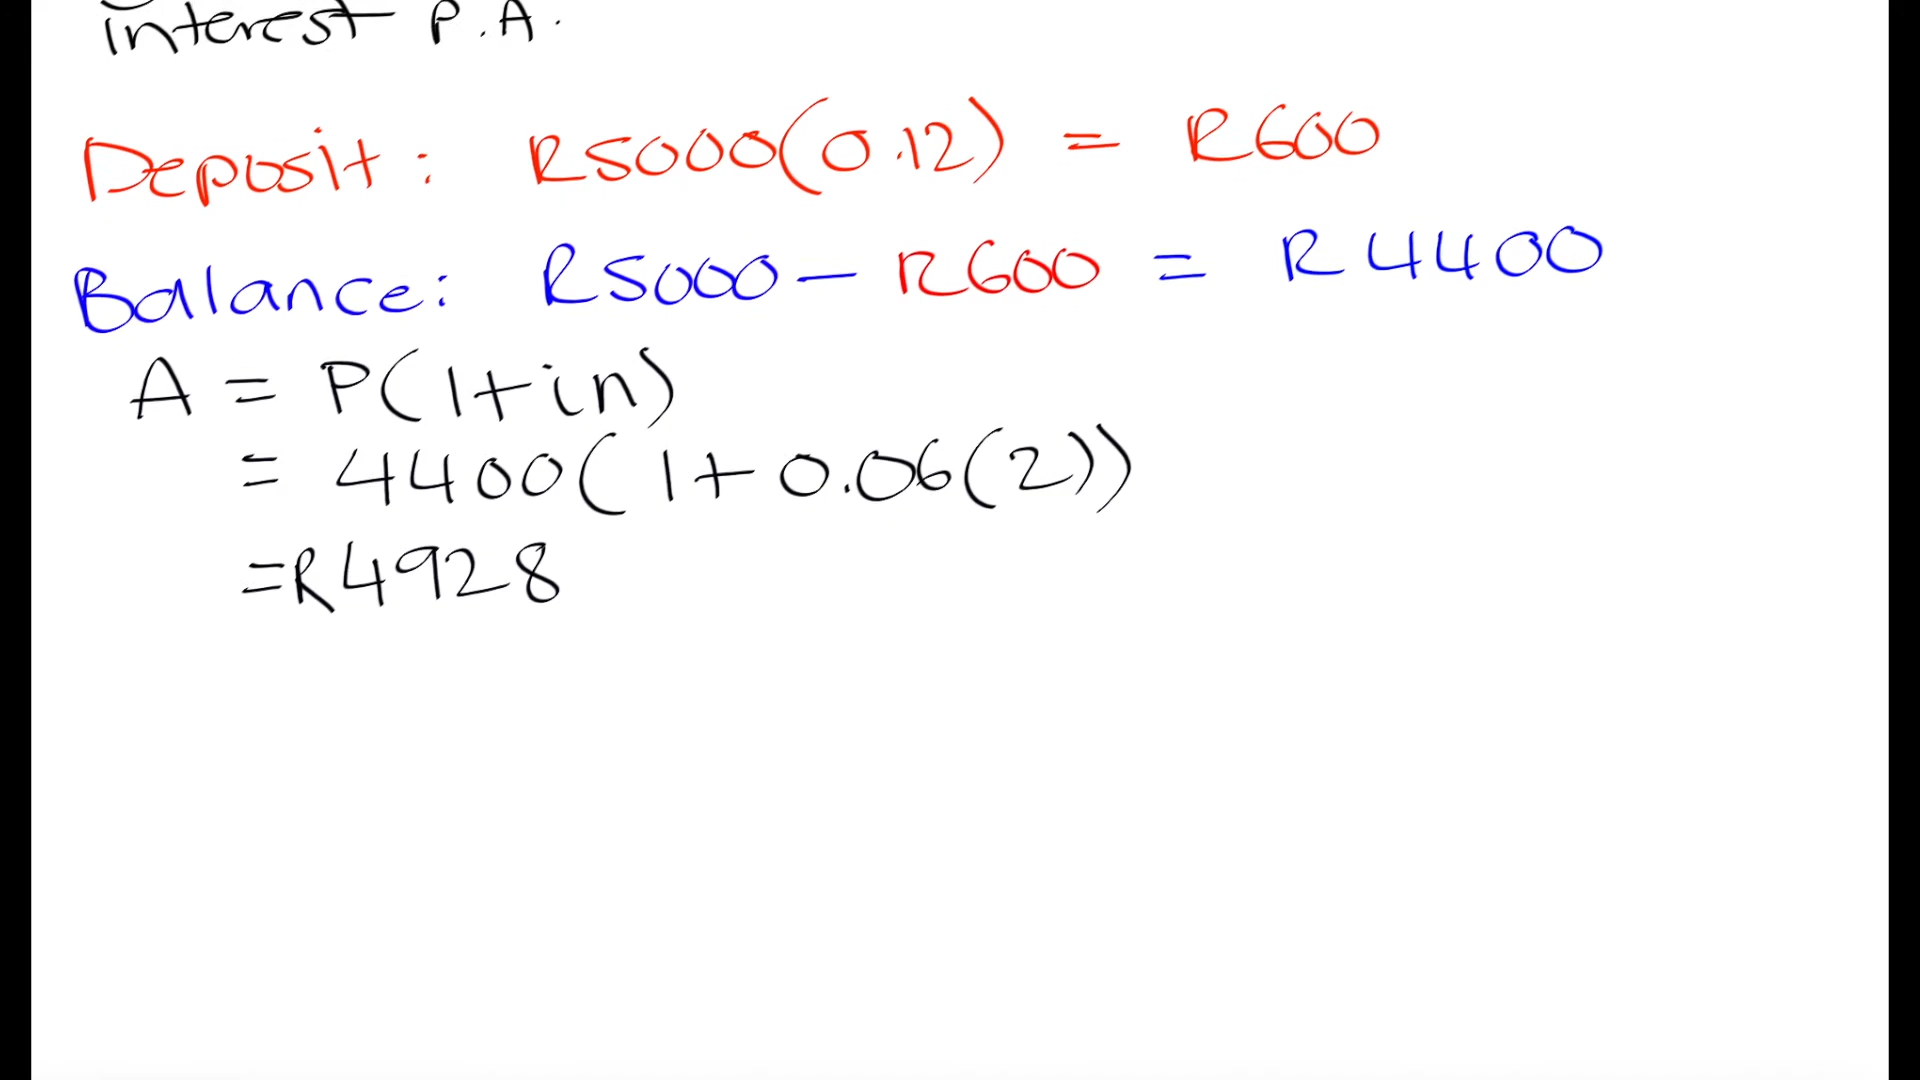 interest P.A.
Deposit: R5000(0.12) = R600
Balance: R5000 - R600 = R4400
A = P(1+in)
= 4400(1+0.06(2))
=R4928